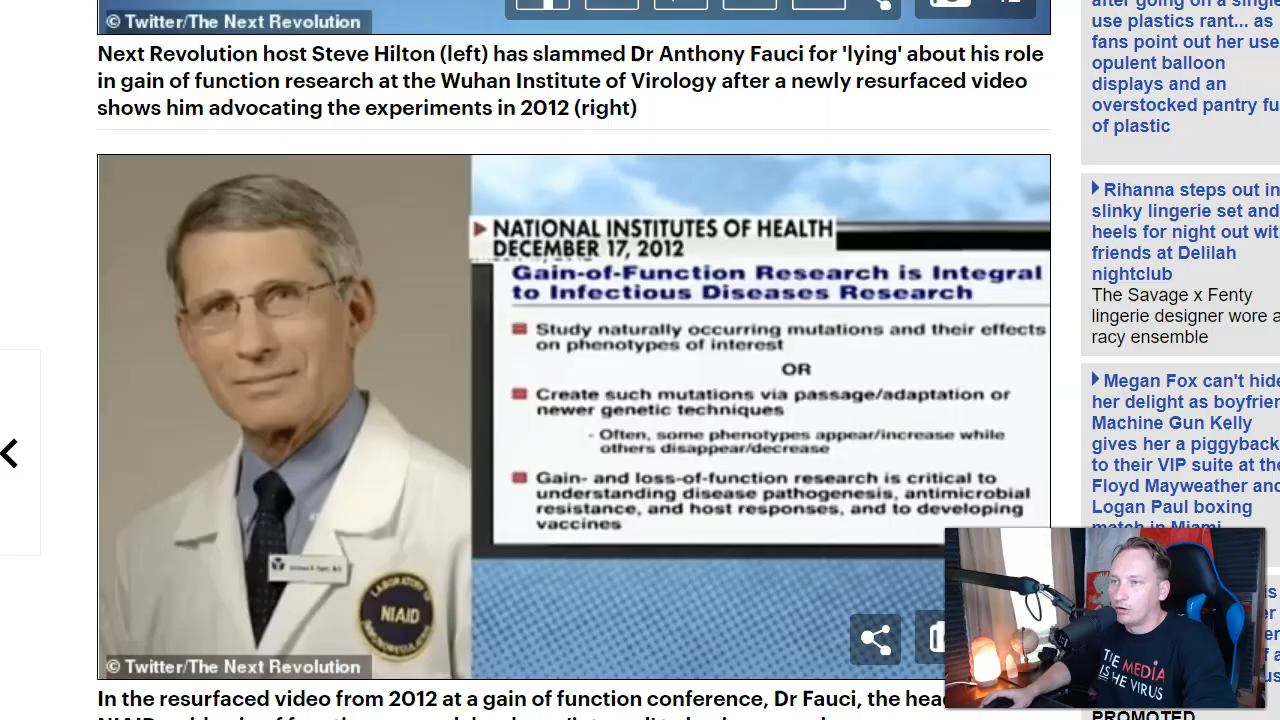 © Twitter/The Next Revolution
Next Revolution host Steve Hilton (left) has slammed Dr Anthony Fauci for 'lying' about his role
in gain of function research at the Wuhan Institute of Virology after a newly resurfaced video
shows him advocating the experiments in 2012 (right)
NATIONAL INSTITUTES OF HEALTH
DECEMBER 17, 2012
Gain-of-Function Research is Integral
to Infectious Diseases Research
Study naturally occurring mutations and their effects
on phenotypes of interest
OR
Create such mutations via passage/adaptation or
newer genetic techniques
- Often, some phenotypes appear/increase while
others disappear/decrease
Gain- and loss-of-function research is critical to
understanding disease pathogenesis, antimicrobial
resistance, and host responses, and to developing
vaccines
NIAID
© Twitter/The Next Revolution
In the resurfaced video from 2012 at a gain of function conference, Dr Fauci, the hea
after going on a single
use plastics rant... as
fans point out her use
opulent balloon
displays and an
overstocked pantry fu
of plastic
Rihanna steps out in
slinky lingerie set and
heels for night out wit
friends at Delilah
nightclub
The Savage x Fenty
lingerie designer wore a
racy ensemble
Megan Fox can't hide
her delight as boyfrien
Machine Gun Kelly
gives her a piggyback
to their VIP suite at the
Floyd Mayweather and
Logan Paul boxing
match in Miami
THE MEDIA
IS THE VIRUS
PROMOTED